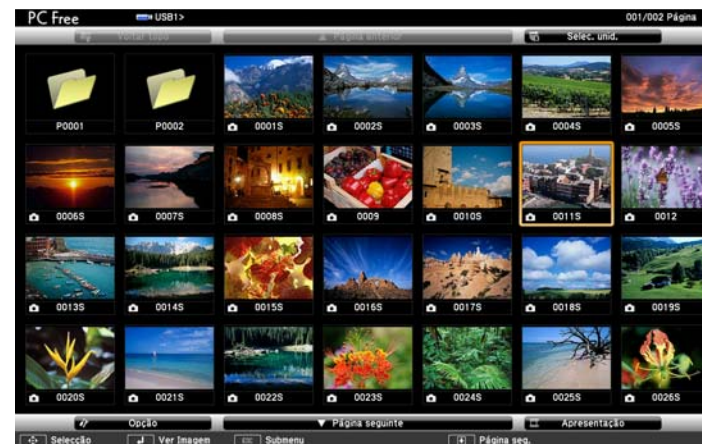 PC Free USB1> 001/002 Página
Voltar topo ▲ Página anterior Selec. unid.
P0001 P0002 0001S 0002S 0003S 0004S 0005S
0006S 0007S 0008S 0009 0010S 0011S 0012
0013S 0014S 0015S 0016S 0017S 0018S 0019S
0020S 0021S 0022S 0023S 0024S 0025S 0026S
Opção ▼ Página seguinte Apresentação
Selecção Ver Imagem ESC Submenu Página seg.